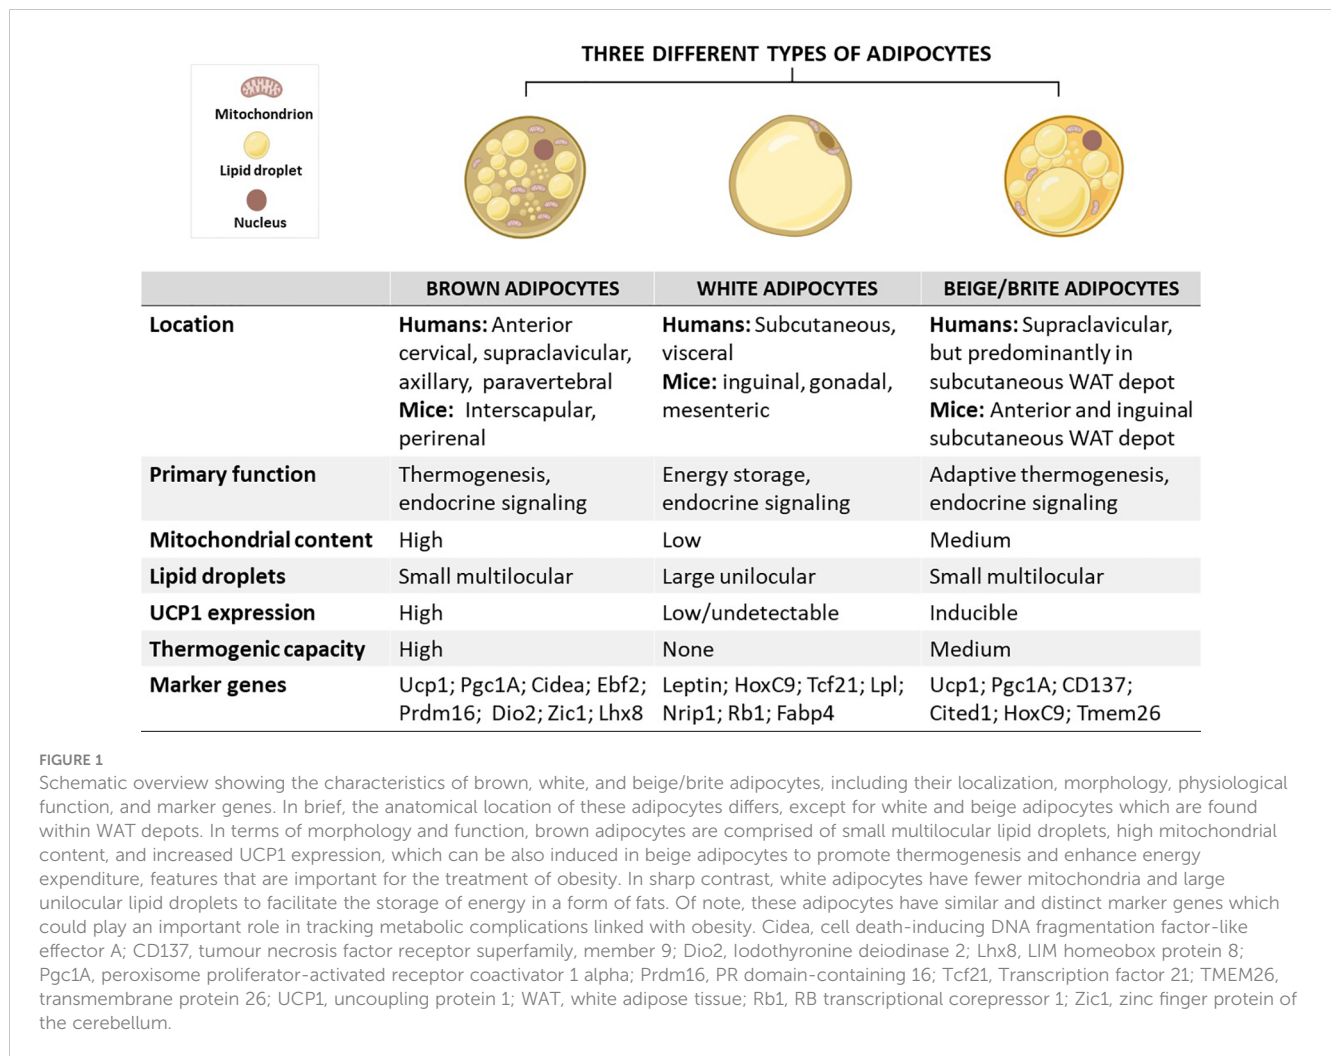 THREE DIFFERENT TYPES OF ADIPOCYTES
Mitochondrion
Lipid droplet
Nucleus
BROWN ADIPOCYTES WHITE ADIPOCYTES BEIGE/BRITE ADIPOCYTES
Location
Humans: Anterior
cervical, supraclavicular,
axillary, paravertebral
Mice: Interscapular,
perirenal
Humans: Subcutaneous,
visceral
Mice: inguinal, gonadal,
mesenteric
Humans: Supraclavicular,
but predominantly in
subcutaneous WAT depot
Mice: Anterior and inguinal
subcutaneous WAT depot
Primary function
Thermogenesis,
endocrine signaling
Energy storage,
endocrine signaling
Adaptive thermogenesis,
endocrine signaling
Mitochondrial content High Low Medium
Lipid droplets Small multilocular Large unilocular Small multilocular
UCP1 expression High Low/undetectable Inducible
Thermogenic capacity High None Medium
Marker genes
Ucp1; Pgc1A; Cidea; Ebf2;
Prdm16; Dio2; Zic1; Lhx8
Leptin; HoxC9; Tcf21; Lpl;
Nrip1; Rb1; Fabp4
Ucp1; Pgc1A; CD137;
Cited1; HoxC9; Tmem26
FIGURE 1
Schematic overview showing the characteristics of brown, white, and beige/brite adipocytes, including their localization, morphology, physiological
function, and marker genes. In brief, the anatomical location of these adipocytes differs, except for white and beige adipocytes which are found
within WAT depots. In terms of morphology and function, brown adipocytes are comprised of small multilocular lipid droplets, high mitochondrial
content, and increased UCP1 expression, which can be also induced in beige adipocytes to promote thermogenesis and enhance energy
expenditure, features that are important for the treatment of obesity. In sharp contrast, white adipocytes have fewer mitochondria and large
unilocular lipid droplets to facilitate the storage of energy in a form of fats. Of note, these adipocytes have similar and distinct marker genes which
could play an important role in tracking metabolic complications linked with obesity. Cidea, cell death-inducing DNA fragmentation factor-like
effector A; CD137, tumour necrosis factor receptor superfamily, member 9; Dio2, Iodothyronine deiodinase 2; Lhx8, LIM homeobox protein 8;
Pgc1A, peroxisome proliferator-activated receptor coactivator 1 alpha; Prdm16, PR domain-containing 16; Tcf21, Transcription factor 21; TMEM26,
transmembrane protein 26; UCP1, uncoupling protein 1; WAT, white adipose tissue; Rb1, RB transcriptional corepressor 1; Zic1, zinc finger protein of
the cerebellum.